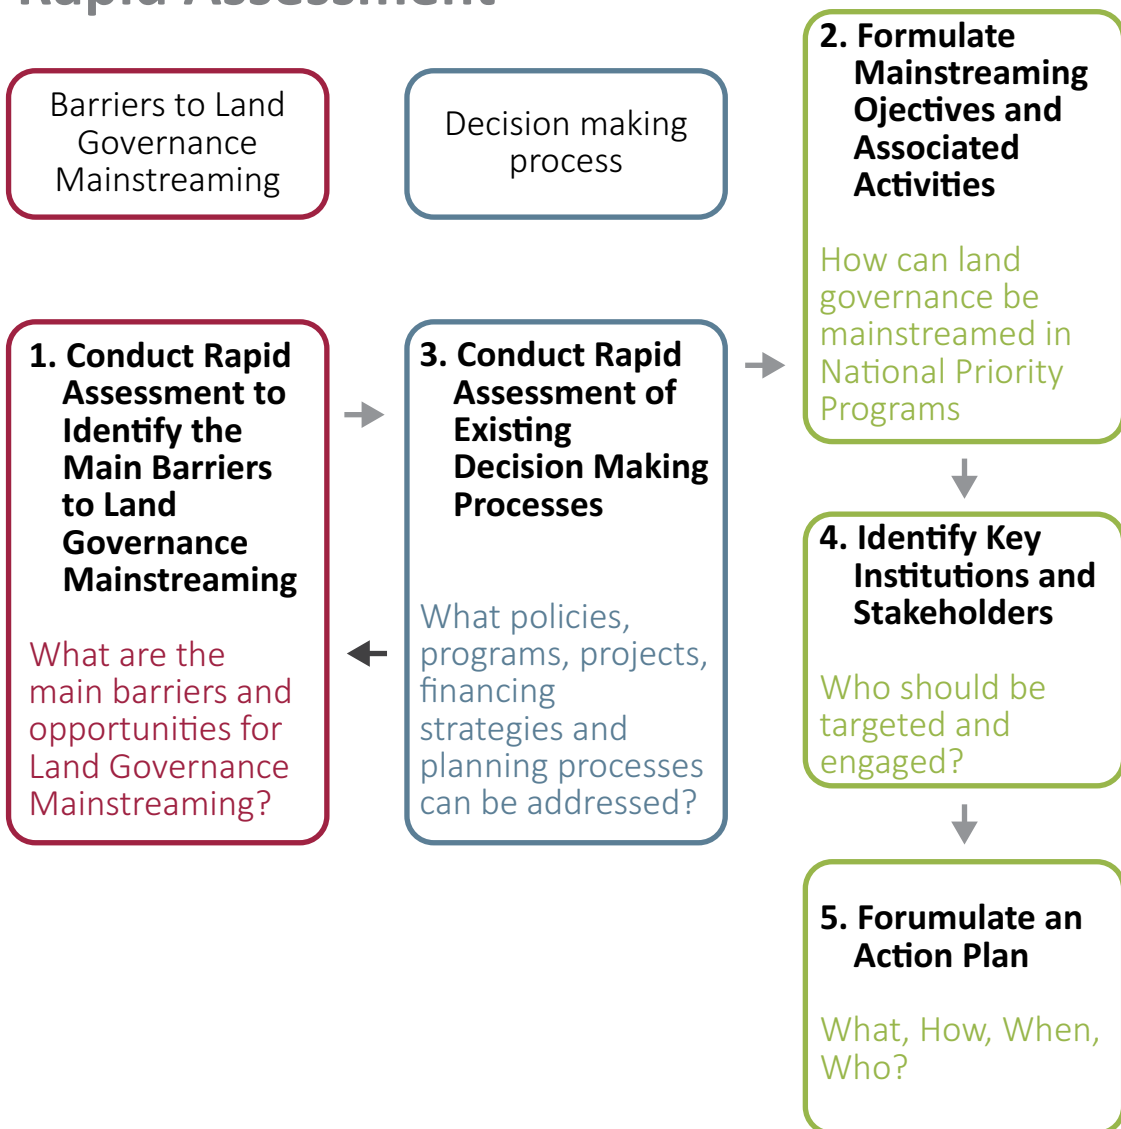 Rapid Assessment
Barriers to Land
Governance
Mainstreaming
Decision making
process
1. Conduct Rapid
Assessment to
Identify the
Main Barriers
to Land
Governance
Mainstreaming
What are the
main barriers and
opportunities for
Land Governance
Mainstreaming?
3. Conduct Rapid
Assessment of
Existing
Decision Making
Processes
What policies,
programs, projects,
financing
strategies and
planning processes
can be addressed?
2. Formulate
Mainstreaming
Ojectives and
Associated
Activities
How can land
governance be
mainstreamed in
National Priority
Programs
4. Identify Key
Institutions and
Stakeholders
Who should be
targeted and
engaged?
5. Forumulate an
Action Plan
What, How, When,
Who?